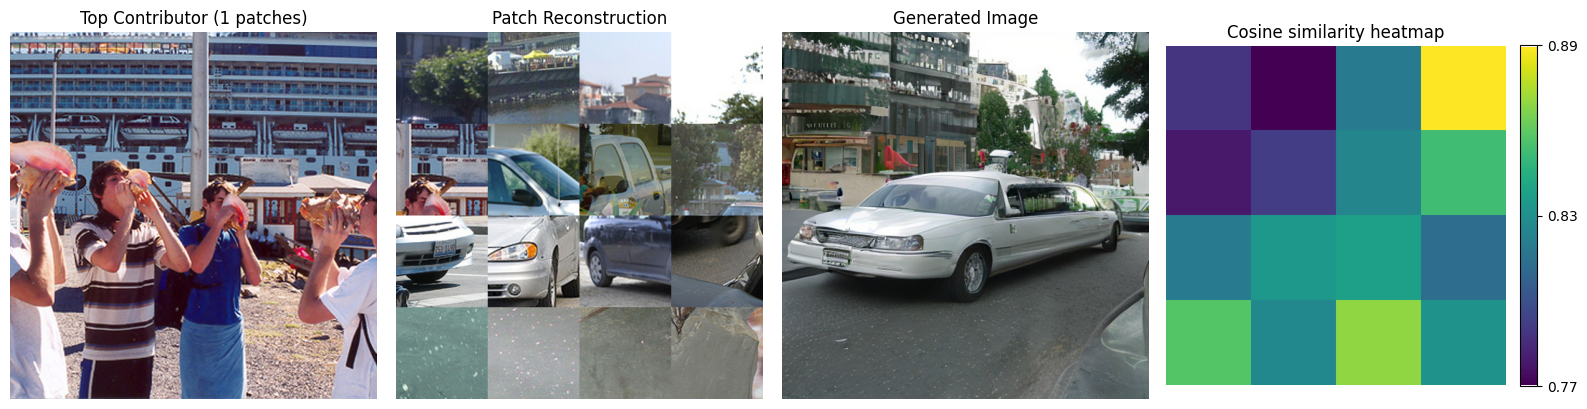 Top Contributor (1 patches)
Patch Reconstruction
Generated Image
Cosine similarity heatmap
0.89
0.83
0.77